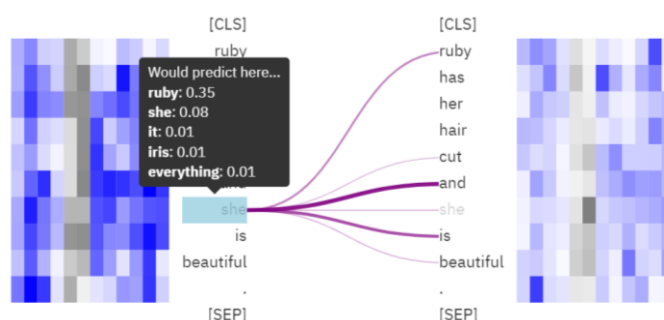 [CLS]
ruby
Would predict here...
ruby: 0.35
she: 0.08
it: 0.01
iris: 0.01
everything: 0.01
she
is
beautiful
.
[SEP]
[CLS]
ruby
has
her
hair
cut
and
she
is
beautiful
.
[SEP]